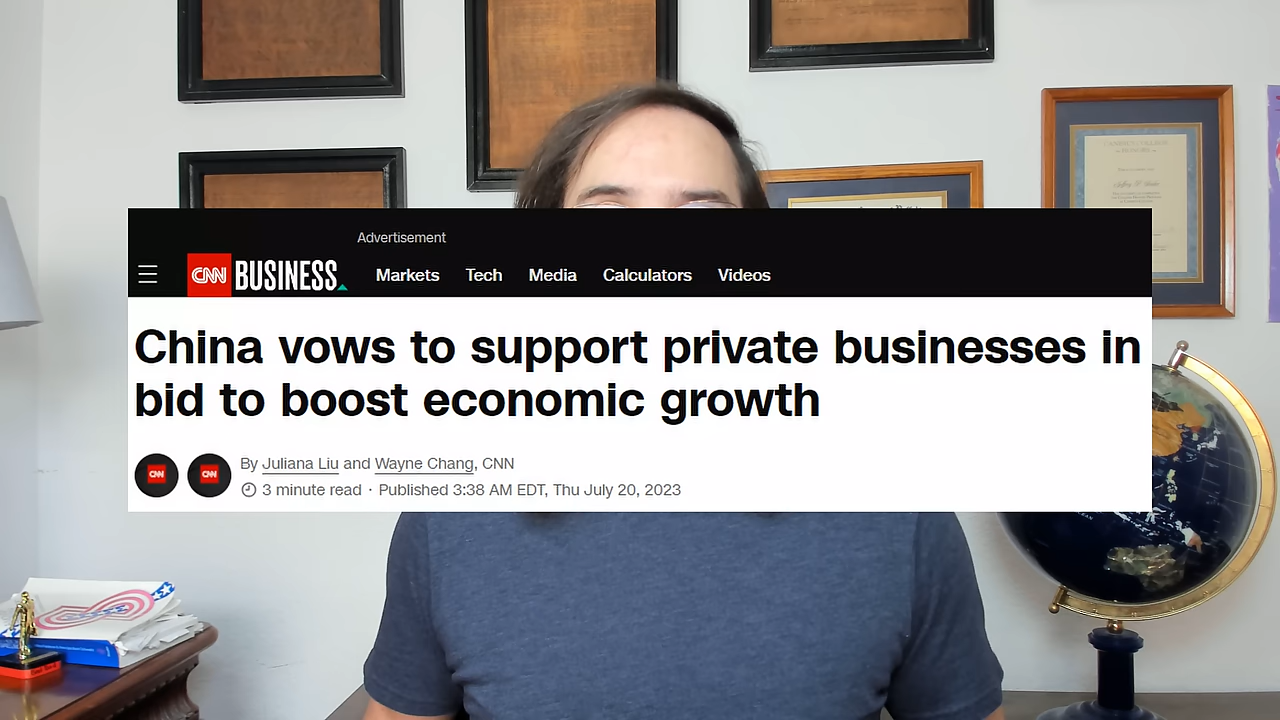 Advertisement
CNN BUSINESS Markets Tech Media Calculators Videos
China vows to support private businesses in
bid to boost economic growth
CNN CNN By Juliana Liu and Wayne Chang, CNN
3 minute read · Published 3:38 AM EDT, Thu July 20, 2023